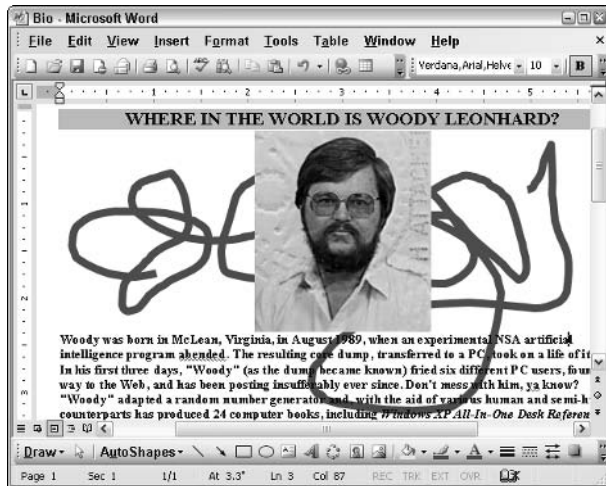 Bio - Microsoft Word
File Edit View Insert Format Tools Table Window Help
Verdana,Arial,Helve 10 B
1 2 3 4 5
WHERE IN THE WORLD IS WOODY LEONHARD?
Woody was born in McLean, Virginia, in August 1989, when an experimental NSA artificial
intelligence program abended. The resulting core dump, transferred to a PC, took on a life of it
In his first three days, "Woody" (as the dump became known) fried six different PC users, foun
way to the Web, and has been posting insufferably ever since. Don't mess with him, ya know?
"Woody" adapted a random number generator and, with the aid of various human and semi-h
counterparts has produced 24 computer books, including Windows XP All-In-One Desk Referen
Draw AutoShapes
Page 1 Sec 1 1/1 At 3.3" Ln 3 Col 87 REC TRK EXT OVR